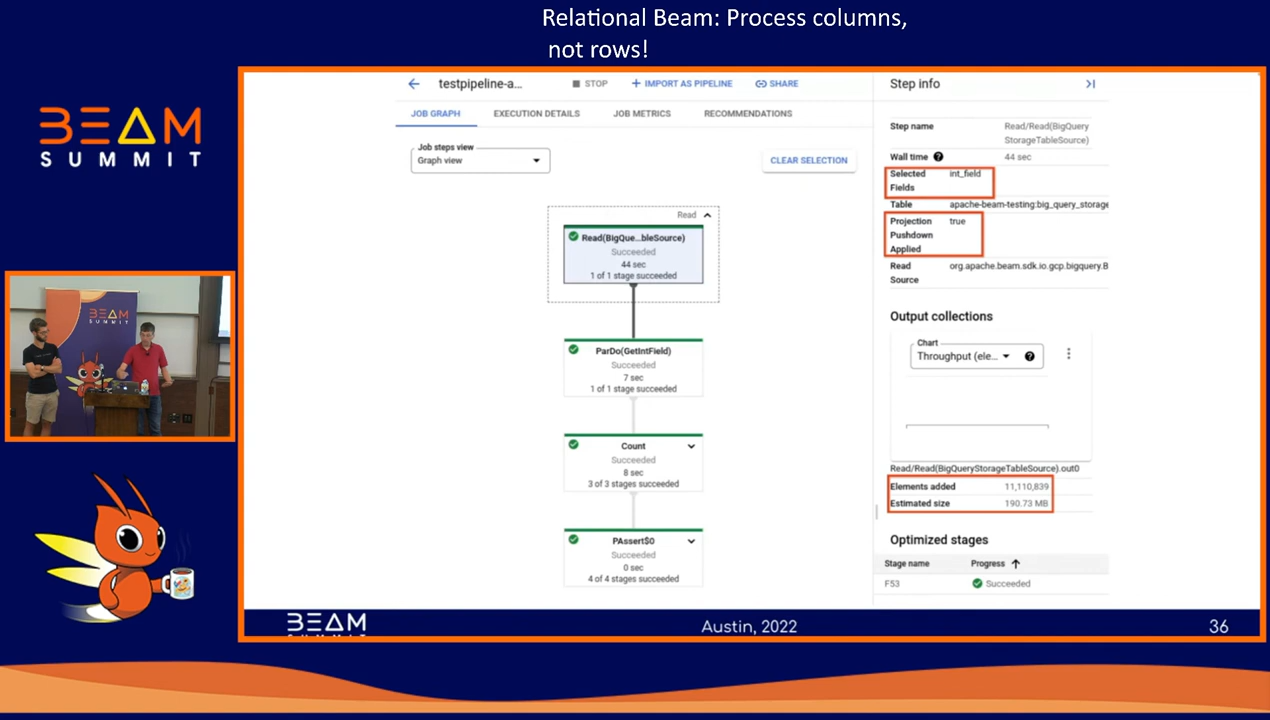 Relational Beam: Process columns,
not rows!
BEAM
SUMMIT
testpipeline-a...
STOP
IMPORT AS PIPELINE
SHARE
JOB GRAPH
EXECUTION DETAILS
JOB METRICS
RECOMMENDATIONS
Job steps view
Graph view
CLEAR SELECTION
Read
Read(BigQue...bleSource)
Succeeded
44 sec
1 of 1 stage succeeded
ParDo(GetIntField)
Succeeded
7 sec
1 of 1 stage succeeded
Count
Succeeded
8 sec
3 of 3 stages succeeded
PAssert$0
Succeeded
0 sec
4 of 4 stages succeeded
Step info
Step name Read/Read(BigQuery
StorageTableSource)
Wall time 44 sec
Selected int_field
Fields
Table apache-beam-testing:big_query_storage
Projection true
Pushdown
Applied
Read org.apache.beam.sdk.io.gcp.bigquery.B
Source
Output collections
Chart
Throughput (ele...
Read/Read(BigQueryStorageTableSource).out0
Elements added 11,110,839
Estimated size 190.73 MB
Optimized stages
Stage name Progress
F53 Succeeded
BEAM
SUMMIT
BEAM
Austin, 2022
36